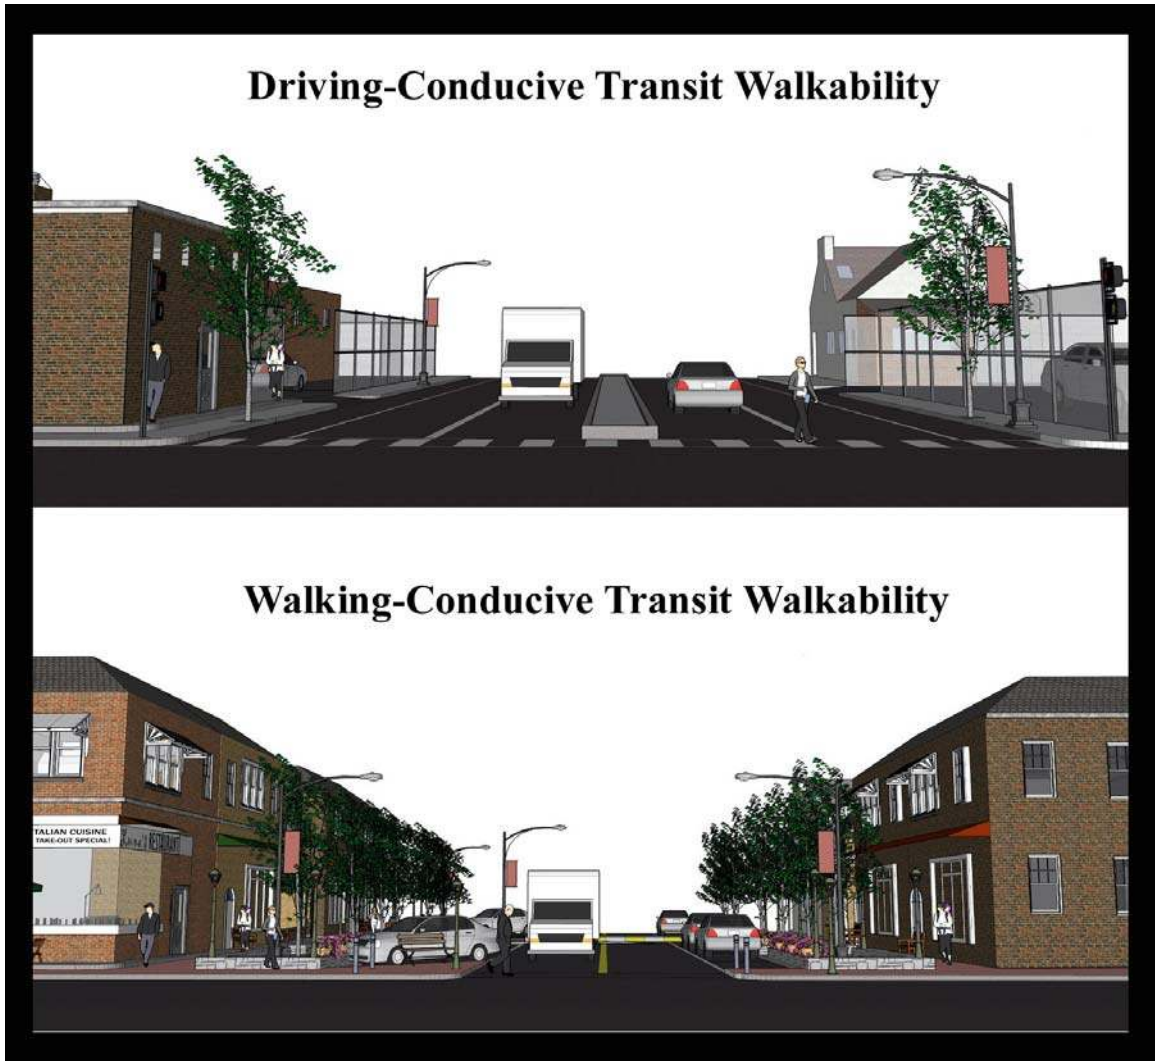 Driving-Conducive Transit Walkability
Walking-Conducive Transit Walkability
TALIAN CUISINE
TAKE-OUT SPECIAL!